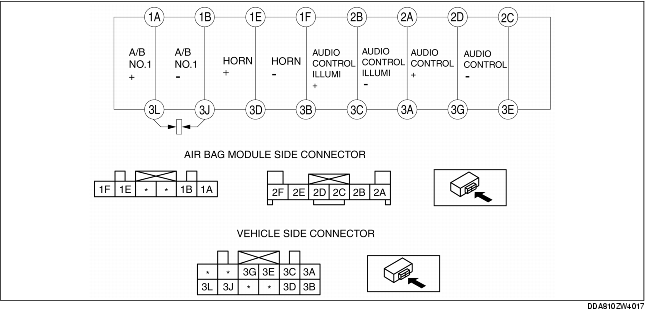 1A 1B 1E 1F 2B 2A 2D 2C
A/B NO.1 +
A/B NO.1 -
HORN +
HORN -
AUDIO CONTROL ILLUMI +
AUDIO CONTROL ILLUMI -
AUDIO CONTROL +
AUDIO CONTROL -
3L 3J 3D 3B 3C 3A 3G 3E
AIR BAG MODULE SIDE CONNECTOR
1F 1E * * 1B 1A
2F 2E 2D 2C 2B 2A
VEHICLE SIDE CONNECTOR
* * 3G 3E 3C 3A
3L 3J * * 3D 3B
DDA810ZW4017